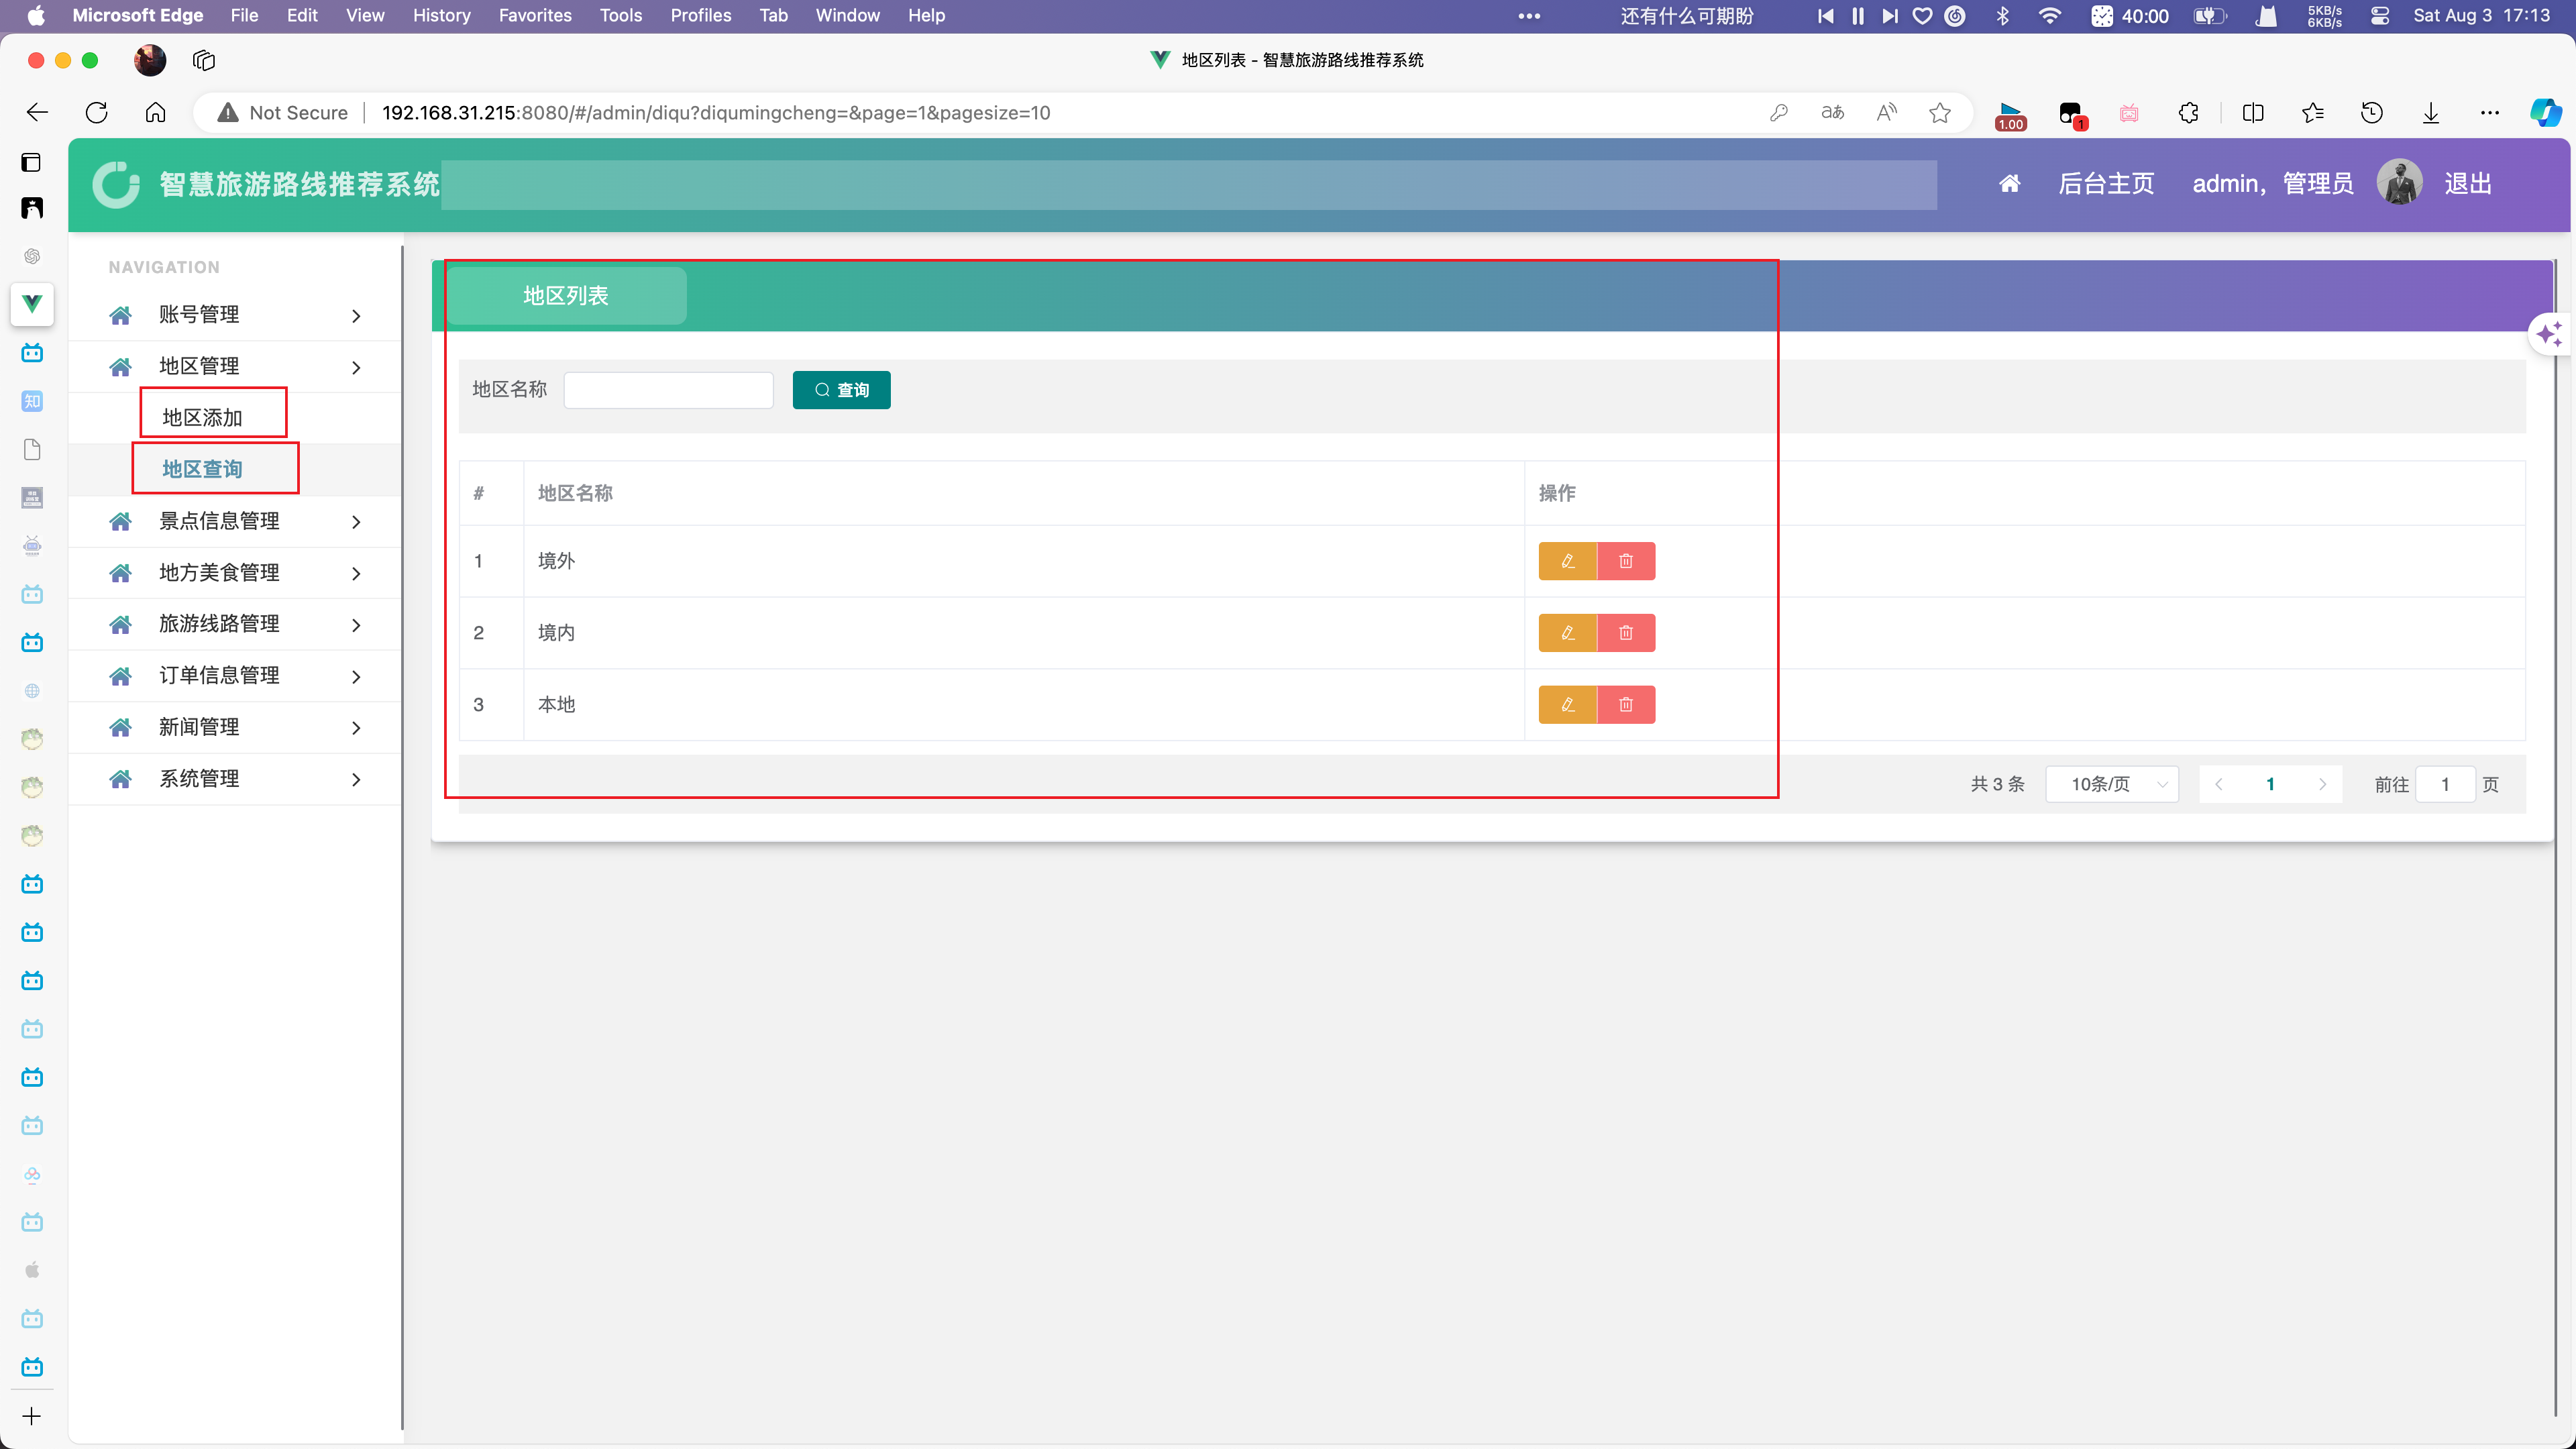 Microsoft Edge File Edit View History Favorites Tools Profiles Tab Window Help ••• 还有什么可期盼 40:00 5KB/s 6KB/s Sat Aug 3 17:13
地区列表 - 智慧旅游路线推荐系统
Not Secure 192.168.31.215:8080/#/admin/diqu?diqumingcheng=&page=1&pagesize=10 aあ A 1.00 1
智慧旅游路线推荐系统 后台主页 admin，管理员 退出
NAVIGATION
账号管理
地区管理
地区添加
地区查询
景点信息管理
地方美食管理
旅游线路管理
订单信息管理
新闻管理
系统管理
知
地区列表
地区名称 查询
# 地区名称 操作
1 境外
2 境内
3 本地
共 3 条 10条/页 1 前往 1 页